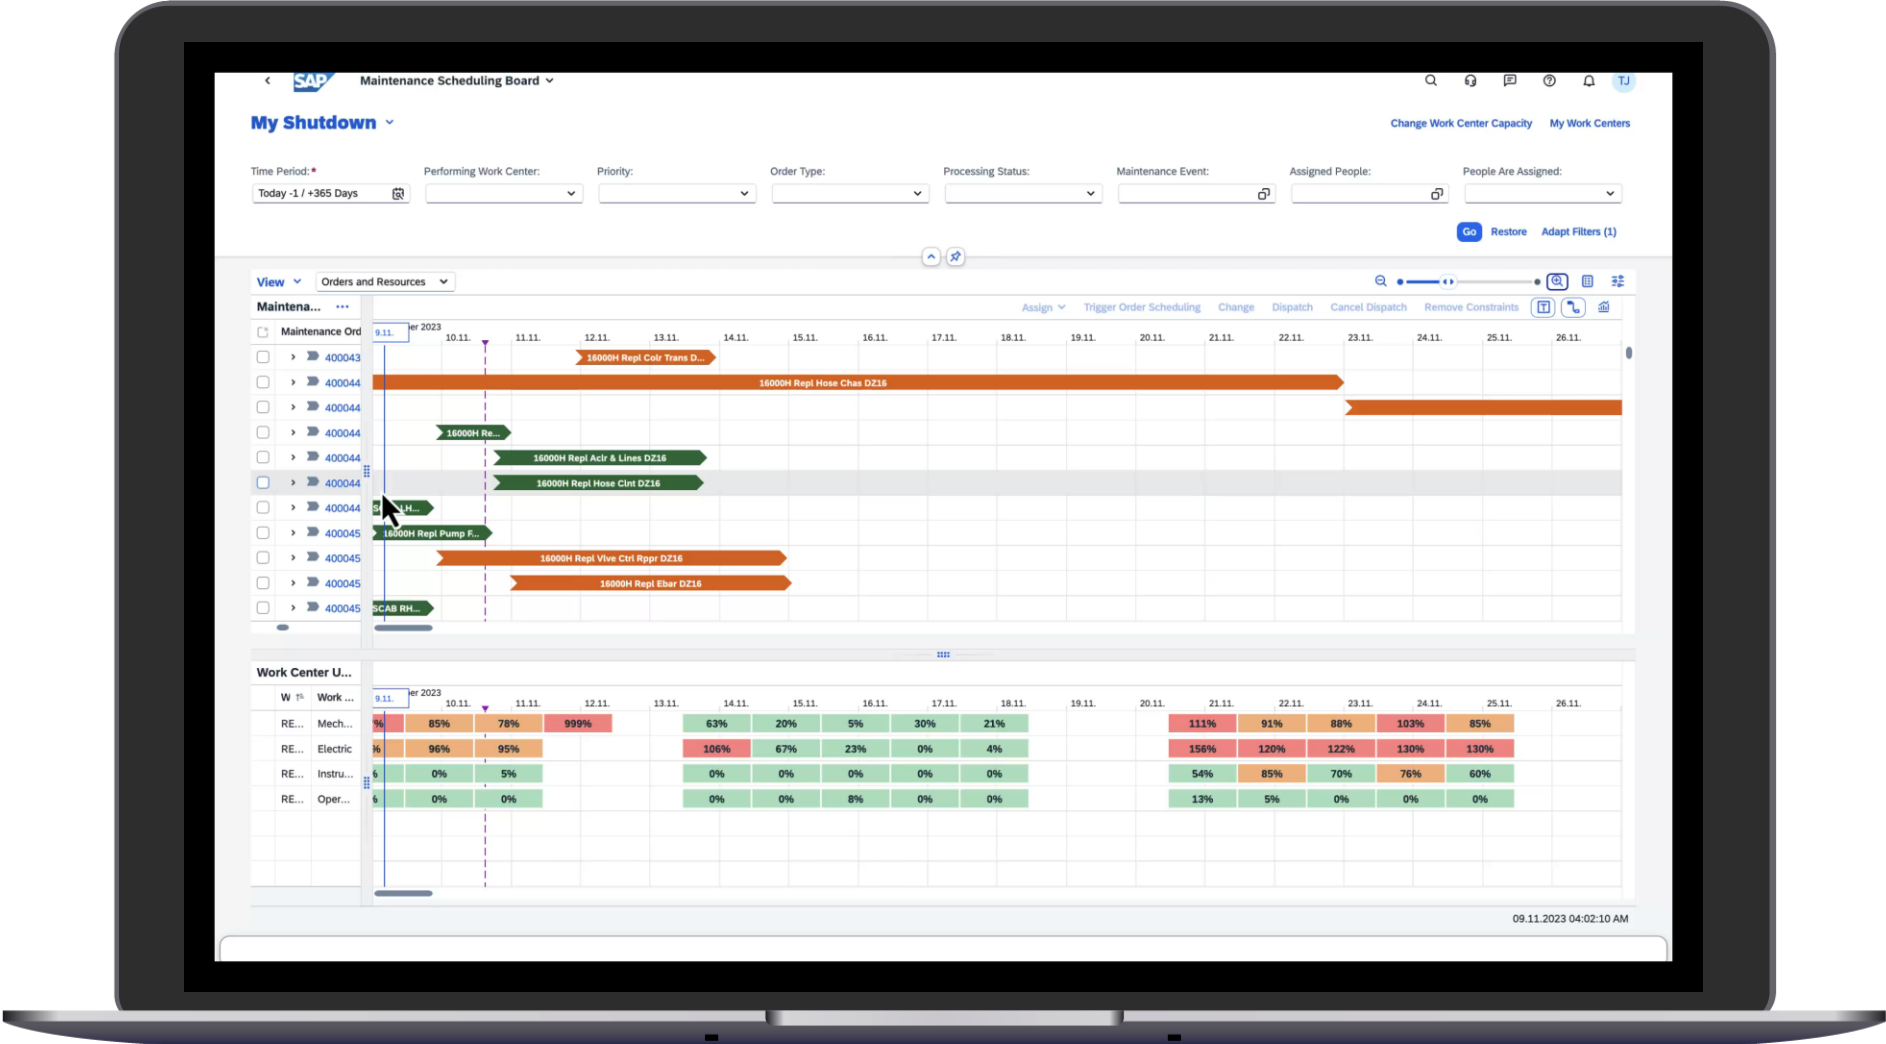 SAP Maintenance Scheduling Board TJ
My Shutdown
Change Work Center Capacity My Work Centers
Time Period:* Performing Work Center: Priority: Order Type: Processing Status: Maintenance Event: Assigned People: People Are Assigned:
Today -1 / +365 Days
Go Restore Adapt Filters (1)
View Orders and Resources
Maintena... ... Assign Trigger Order Scheduling Change Dispatch Cancel Dispatch Remove Constraints
Maintenance Ord 9.11. er 2023
10.11. 11.11. 12.11. 13.11. 14.11. 15.11. 16.11. 17.11. 18.11. 19.11. 20.11. 21.11. 22.11. 23.11. 24.11. 25.11. 26.11.
400043 16000H Repl Colr Trans D...
400044 16000H Repl Hose Chas DZ16
400044
400044 16000H Re...
400044 16000H Repl Aclr & Lines DZ16
400044 16000H Repl Hose Clnt DZ16
400044 LH...
400045 16000H Repl Pump F...
400045 16000H Repl Vlve Ctrl Rppr DZ16
400045 16000H Repl Ebar DZ16
400045 SCAB RH...
Work Center U...
W Work ... 9.11. er 2023
10.11. 11.11. 12.11. 13.11. 14.11. 15.11. 16.11. 17.11. 18.11. 19.11. 20.11. 21.11. 22.11. 23.11. 24.11. 25.11. 26.11.
RE... Mech... % 85% 78% 999% 63% 20% 5% 30% 21% 111% 91% 88% 103% 85%
RE... Electric % 96% 95% 106% 67% 23% 0% 4% 156% 120% 122% 130% 130%
RE... Instru... % 0% 5% 0% 0% 0% 0% 0% 54% 85% 70% 76% 60%
RE... Oper... % 0% 0% 0% 0% 8% 0% 0% 13% 5% 0% 0% 0%
09.11.2023 04:02:10 AM